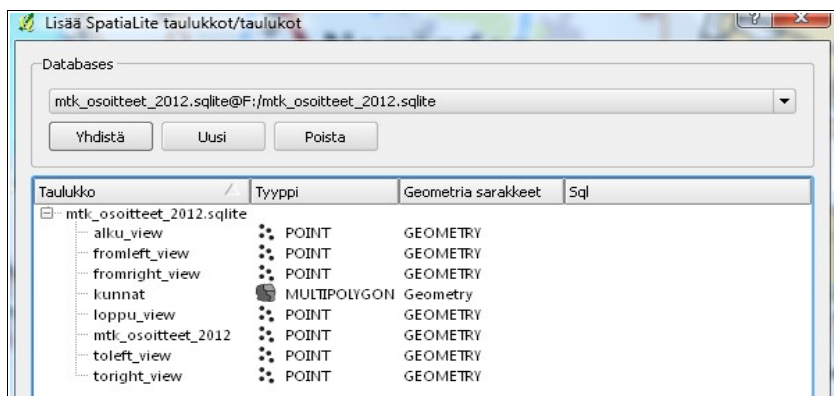 Lisää SpatiaLite taulukkot/taulukot
Databases
mtk_osoitteet_2012.sqlite@F:/mtk_osoitteet_2012.sqlite
Yhdistä Uusi Poista
Taulukko Tyyppi Geometria sarakkeet Sql
mtk_osoitteet_2012.sqlite
alku_view POINT GEOMETRY
fromleft_view POINT GEOMETRY
fromright_view POINT GEOMETRY
kunnat MULTIPOLYGON Geometry
loppu_view POINT GEOMETRY
mtk_osoitteet_2012 POINT GEOMETRY
toleft_view POINT GEOMETRY
toright_view POINT GEOMETRY